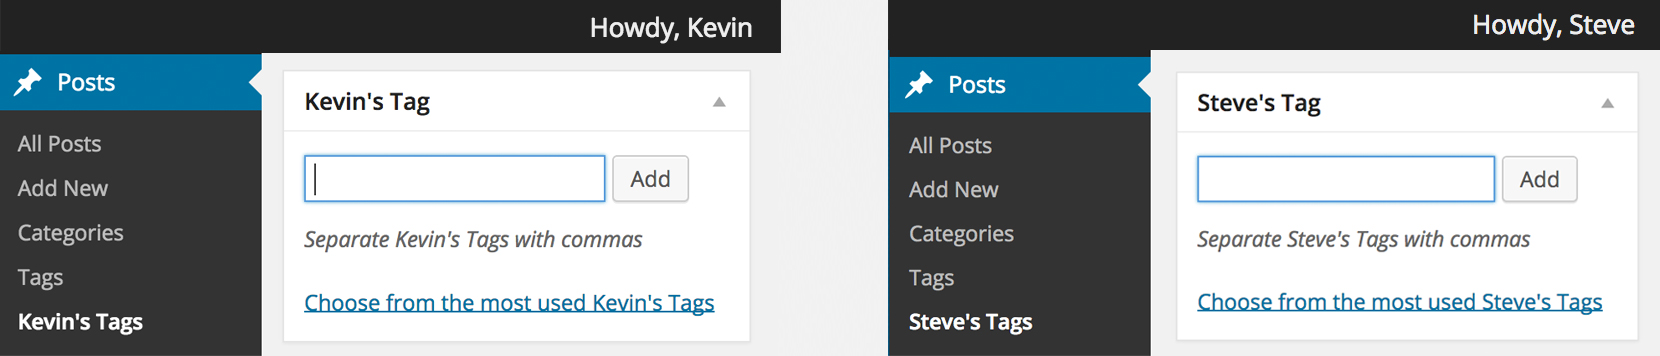 Howdy, Kevin
Posts
All Posts
Add New
Categories
Tags
Kevin's Tags
Kevin's Tag
Add
Separate Kevin's Tags with commas
Choose from the most used Kevin's Tags
Howdy, Steve
Posts
All Posts
Add New
Categories
Tags
Steve's Tags
Steve's Tag
Add
Separate Steve's Tags with commas
Choose from the most used Steve's Tags